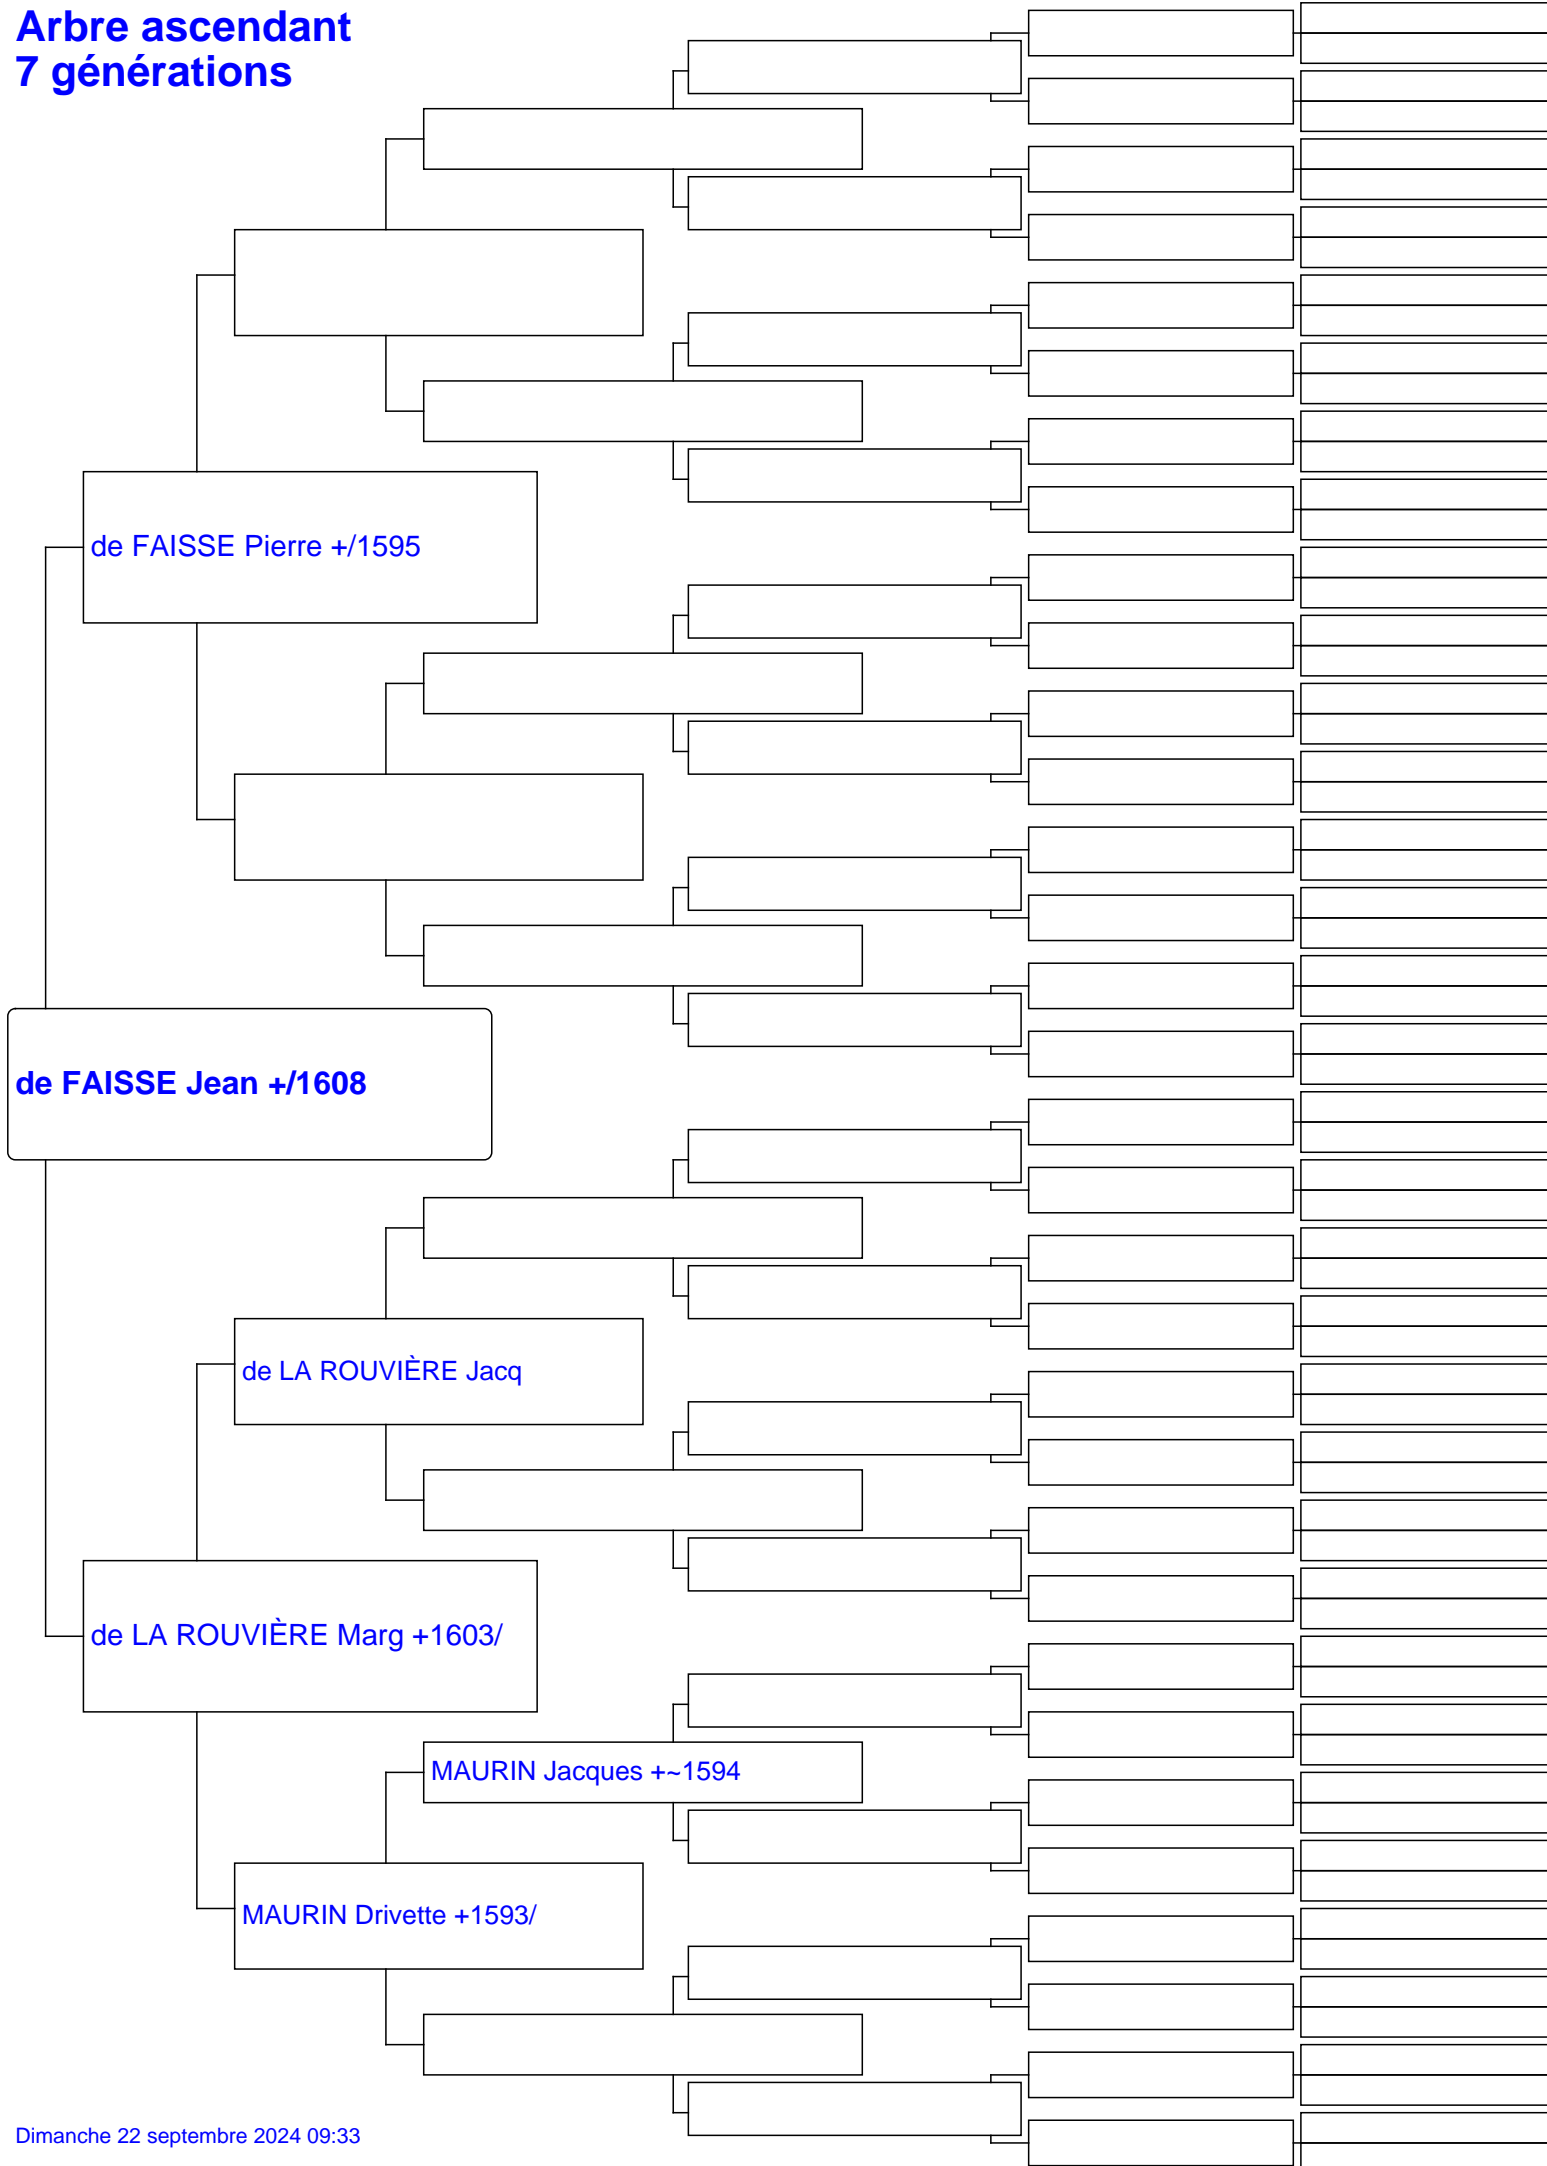 Arbre ascendant
7 générations
de FAISSE Pierre +/1595
de FAISSE Jean +/1608
de LA ROUVIÈRE Jacq
de LA ROUVIÈRE Marg +1603/
MAURIN Jacques +~1594
MAURIN Drivette +1593/
Dimanche 22 septembre 2024 09:33